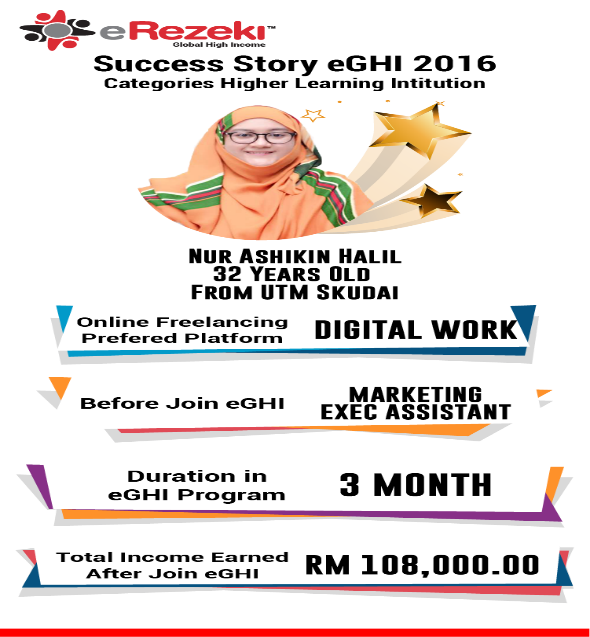 eRezeki™
Global High Income
Success Story eGHI 2016
Categories Higher Learning Intitution
NUR ASHIKIN HALIL
32 YEARS OLD
FROM UTM SKUDAI
Online Freelancing
Prefered Platform
DIGITAL WORK
Before Join eGHI
MARKETING
EXEC ASSISTANT
Duration in
eGHI Program
3 MONTH
Total Income Earned
After Join eGHI
RM 108,000.00